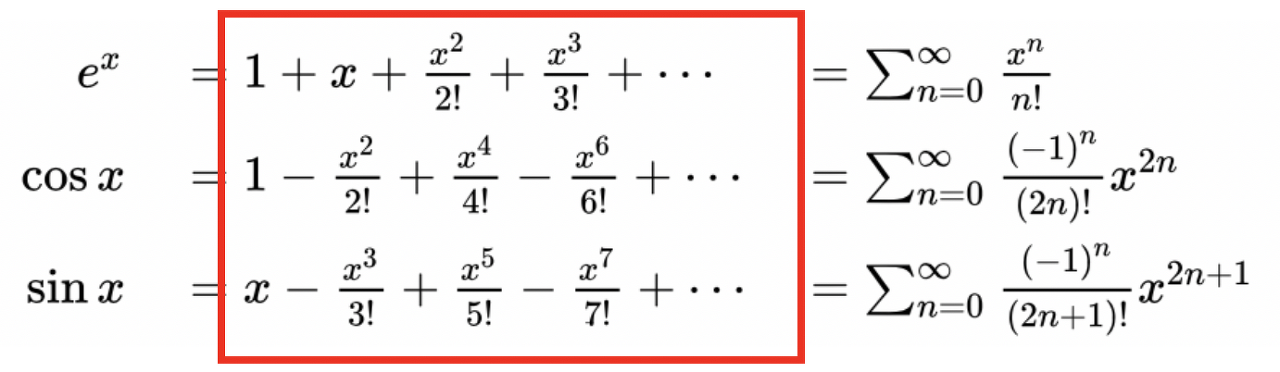 e^x = 1 + x + \frac{x^2}{2!} + \frac{x^3}{3!} + \cdots = \sum_{n=0}^{\infty} \frac{x^n}{n!}
\cos x = 1 - \frac{x^2}{2!} + \frac{x^4}{4!} - \frac{x^6}{6!} + \cdots = \sum_{n=0}^{\infty} \frac{(-1)^n}{(2n)!} x^{2n}
\sin x = x - \frac{x^3}{3!} + \frac{x^5}{5!} - \frac{x^7}{7!} + \cdots = \sum_{n=0}^{\infty} \frac{(-1)^n}{(2n+1)!} x^{2n+1}